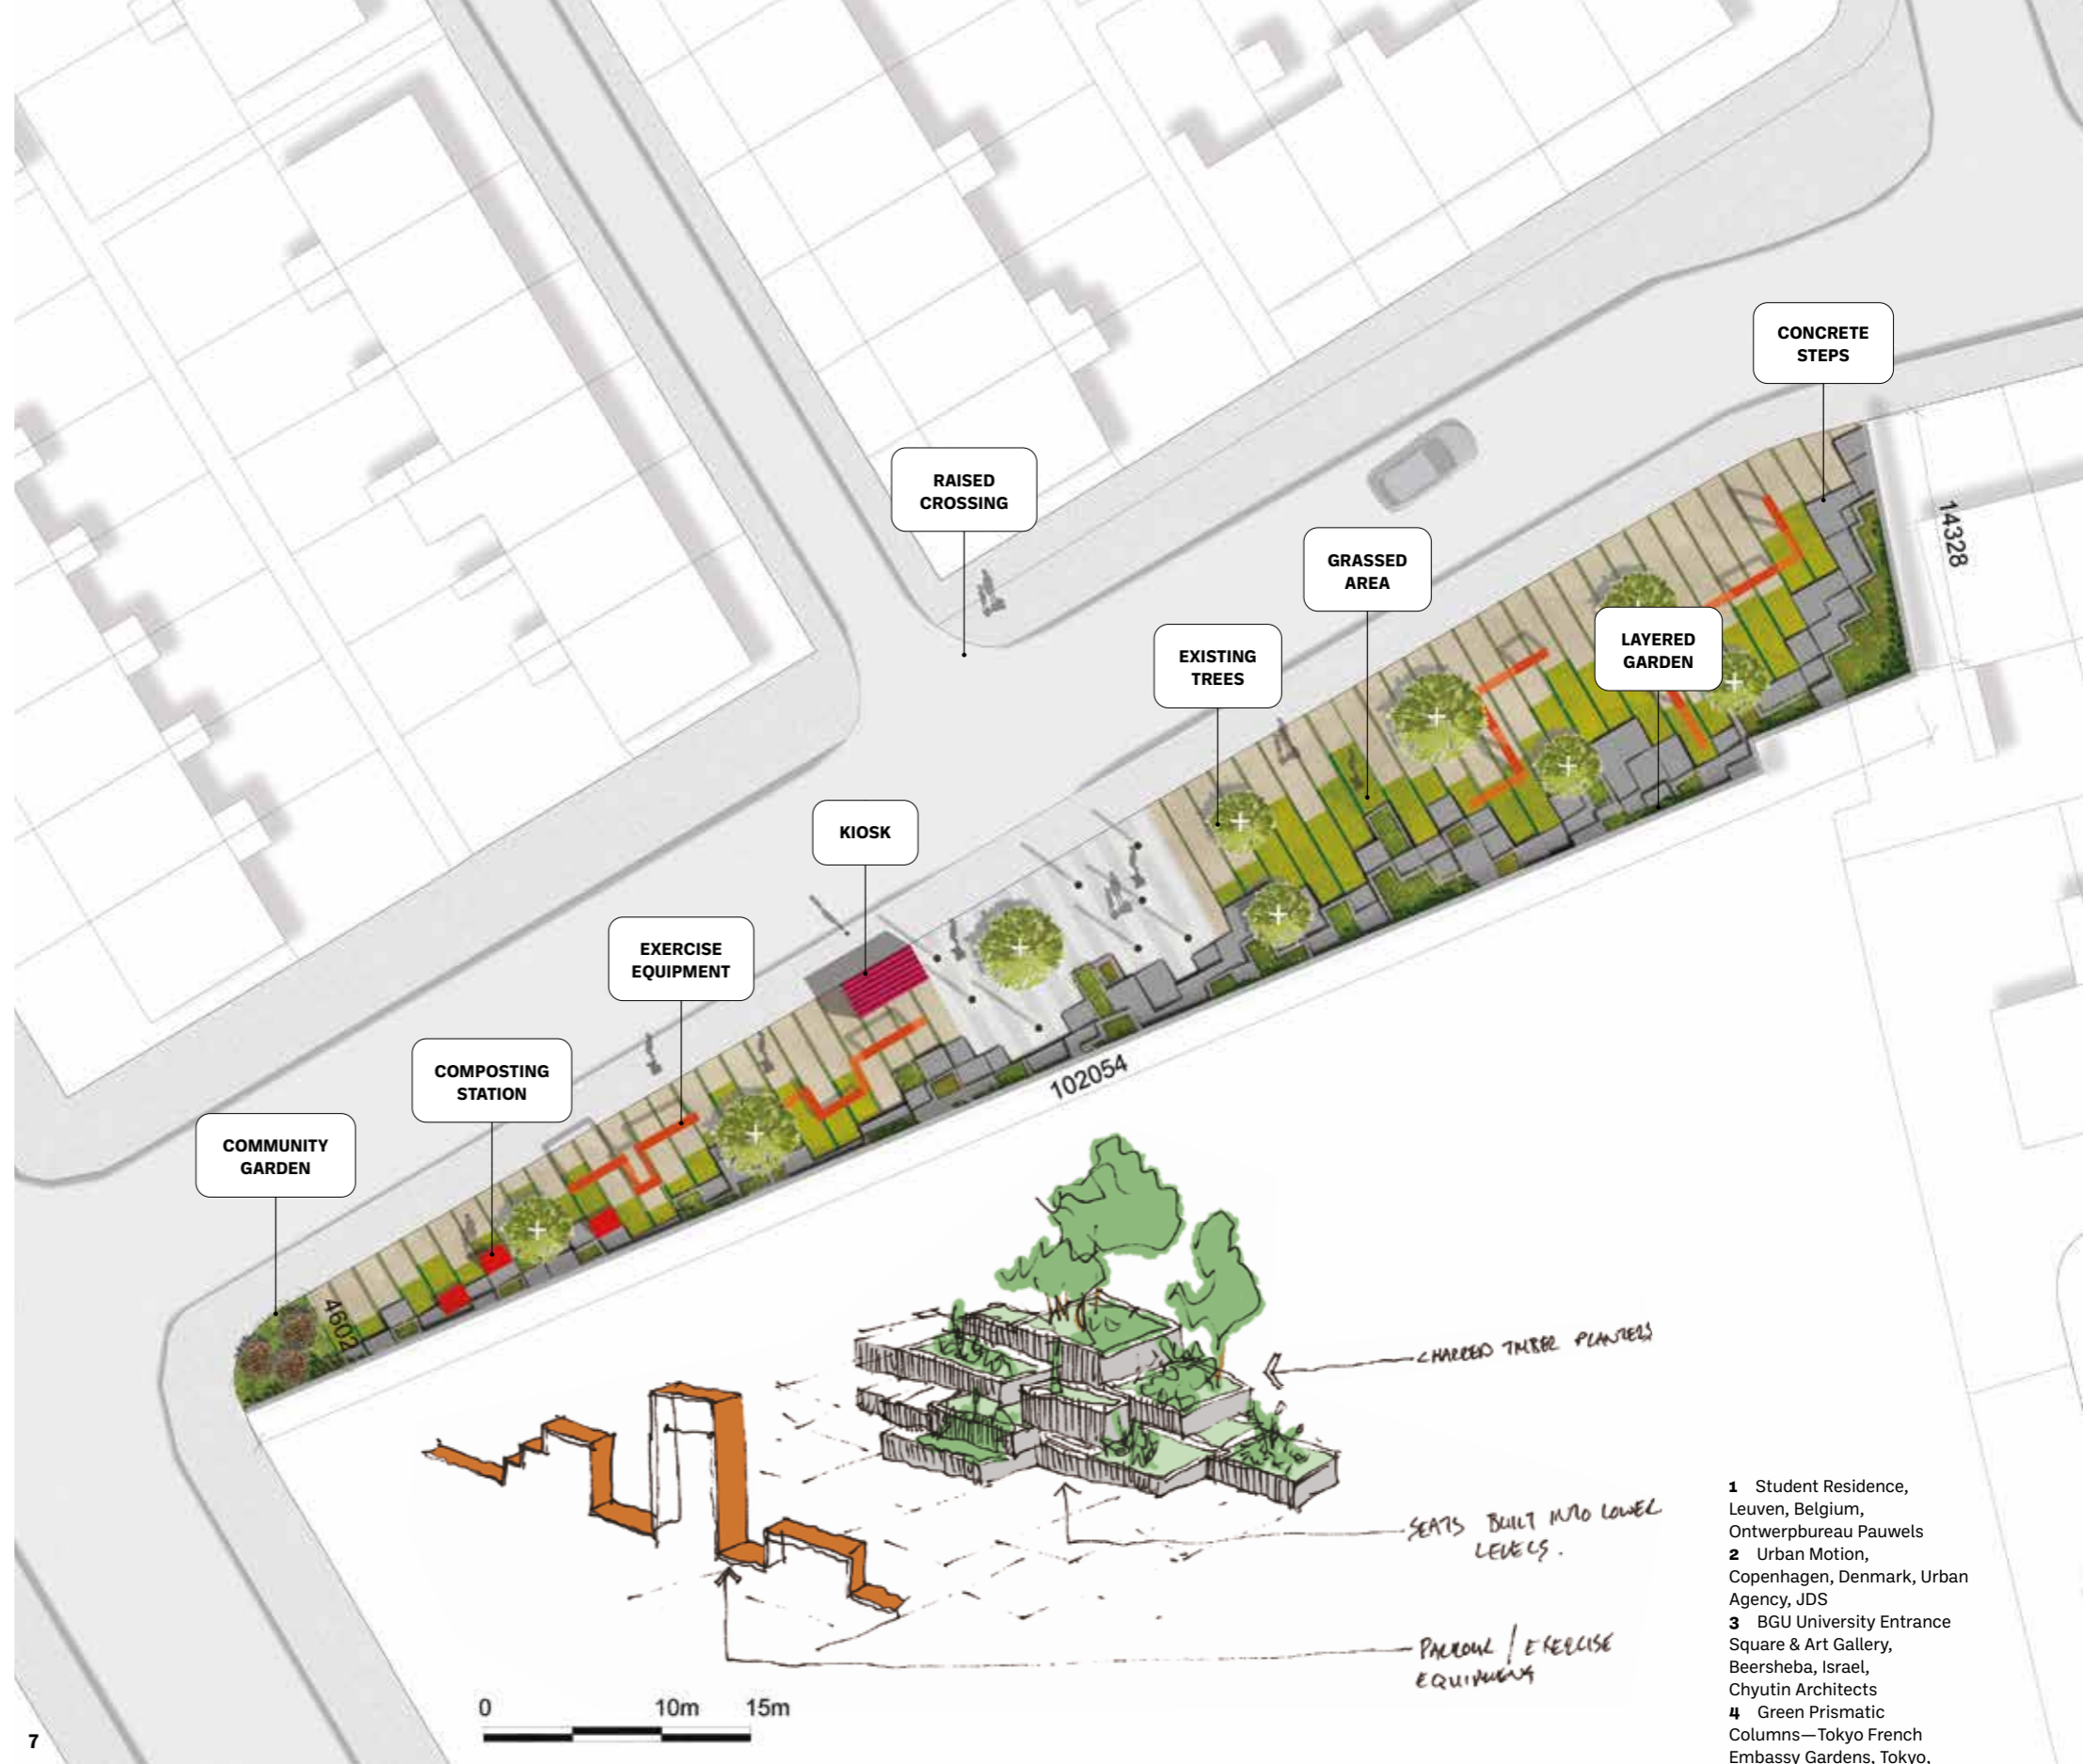 CONCRETE
STEPS
RAISED
CROSSING
14328
GRASSED
AREA
EXISTING
TREES
LAYERED
GARDEN
KIOSK
EXERCISE
EQUIPMENT
COMPOSTING
STATION
102054
COMMUNITY
GARDEN
4602
CHARRED TIMBER PLANTERS
SEATS BUILT INTO LOWER
LEVELS.
PARKOUR / EXERCISE
EQUIPMENT
0 10m 15m
7
1 Student Residence,
Leuven, Belgium,
Ontwerpbureau Pauwels
2 Urban Motion,
Copenhagen, Denmark, Urban
Agency, JDS
3 BGU University Entrance
Square & Art Gallery,
Beersheba, Israel,
Chyutin Architects
4 Green Prismatic
Columns—Tokyo French
Embassy Gardens, Tokyo,